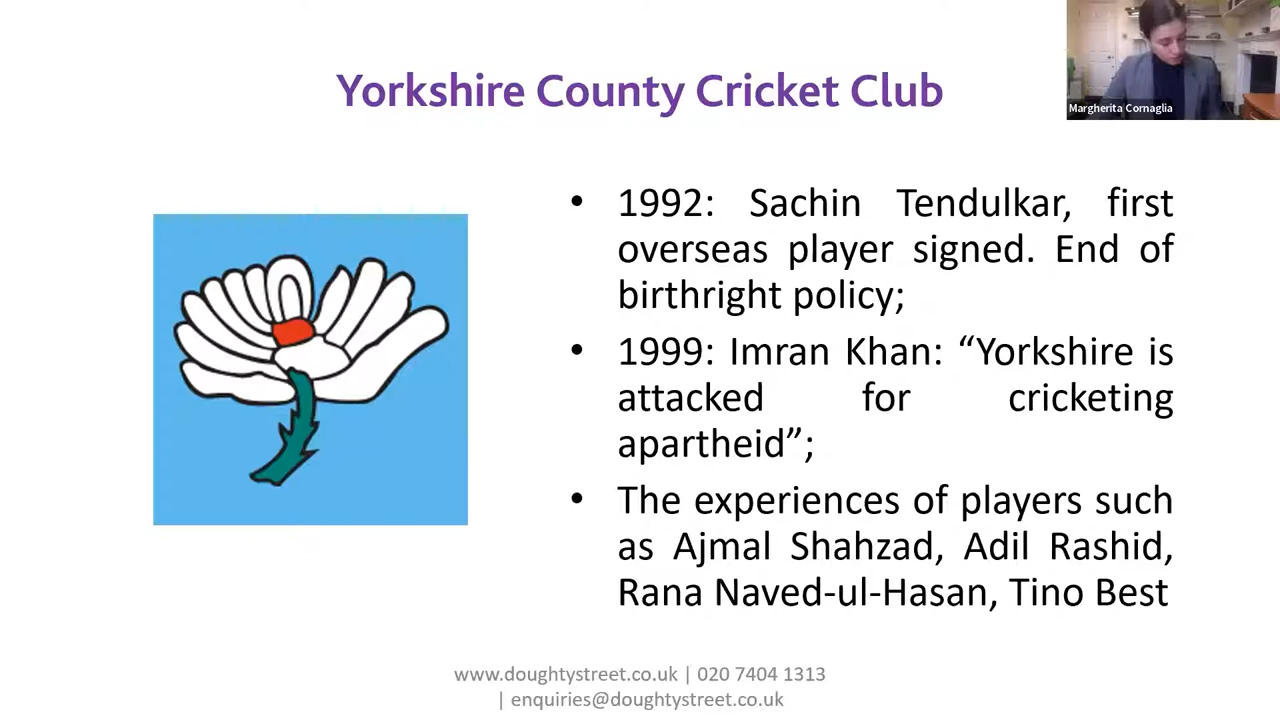 Yorkshire County Cricket Club
Margherita Cornaglia
• 1992: Sachin Tendulkar, first
overseas player signed. End of
birthright policy;
• 1999: Imran Khan: “Yorkshire is
attacked for cricketing
apartheid”;
• The experiences of players such
as Ajmal Shahzad, Adil Rashid,
Rana Naved-ul-Hasan, Tino Best
www.doughtystreet.co.uk | 020 7404 1313
| enquiries@doughtystreet.co.uk